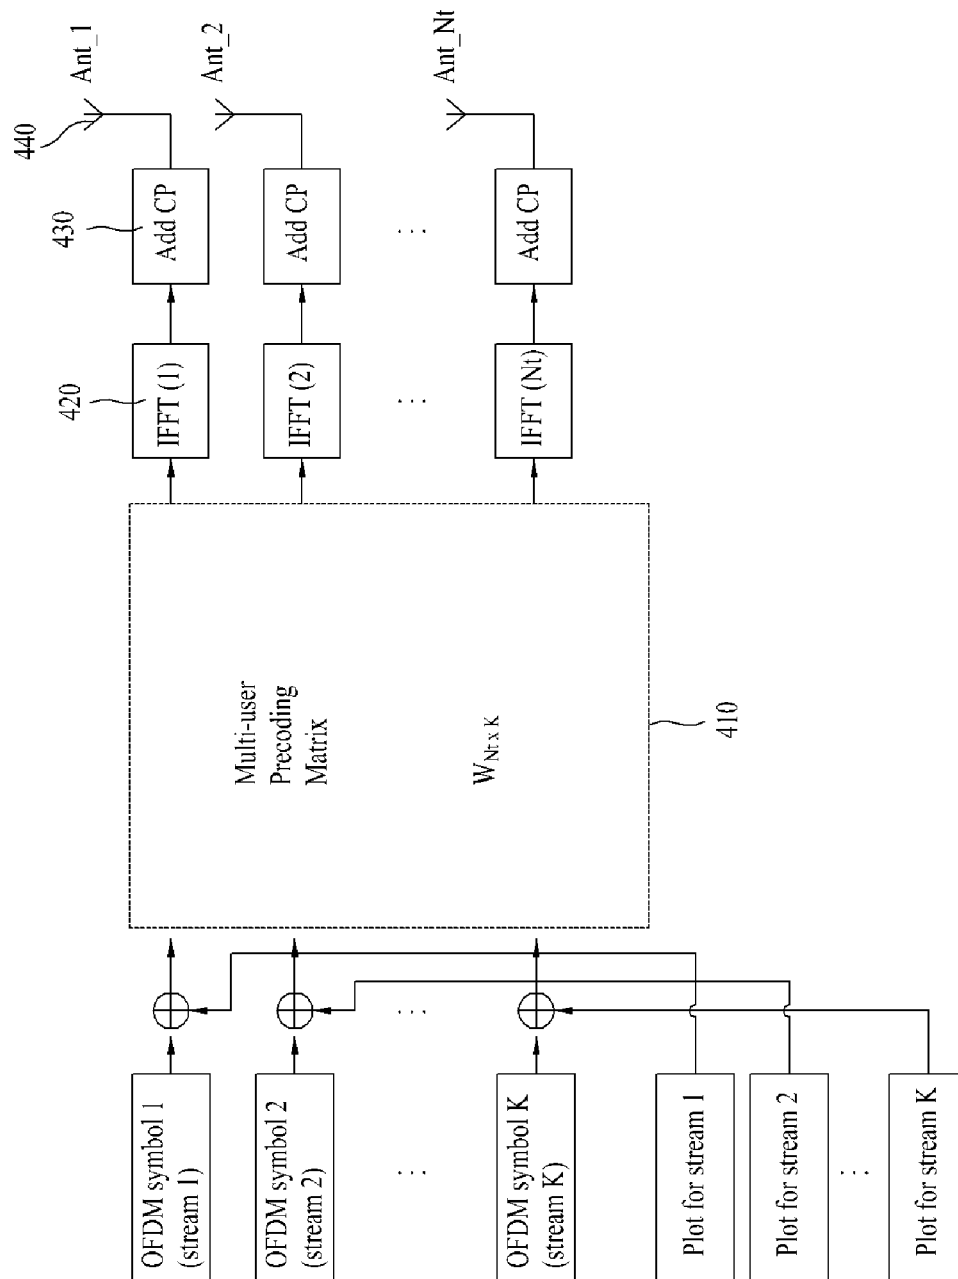 OFDM symbol 1
(stream 1)
OFDM symbol 2
(stream 2)
. . .
OFDM symbol K
(stream K)
Plot for stream 1
Plot for stream 2
. . .
Plot for stream K
. . .
Multi-user
Precoding
Matrix
W_Nt x K
410
420
IFFT (1)
IFFT (2)
. . .
IFFT (Nt)
430
Add CP
Add CP
. . .
Add CP
440
Ant_1
Ant_2
Ant_Nt